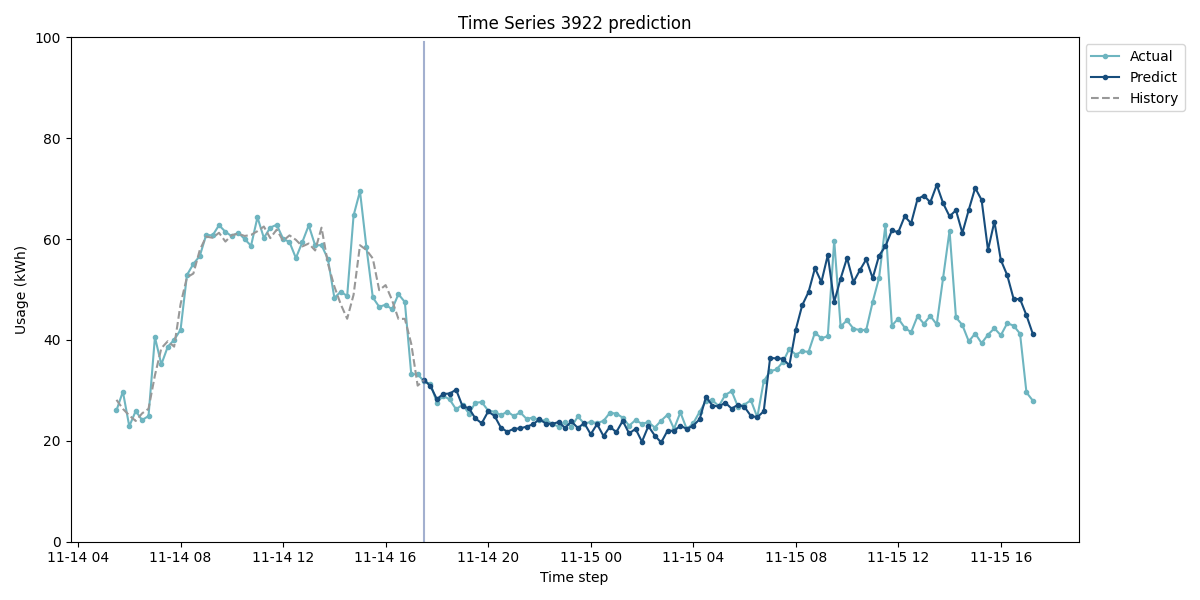 Time Series 3922 prediction
100
80
60
40
20
0
Usage (kWh)
11-14 04 11-14 08 11-14 12 11-14 16 11-14 20 11-15 00 11-15 04 11-15 08 11-15 12 11-15 16
Time step
Actual
Predict
History